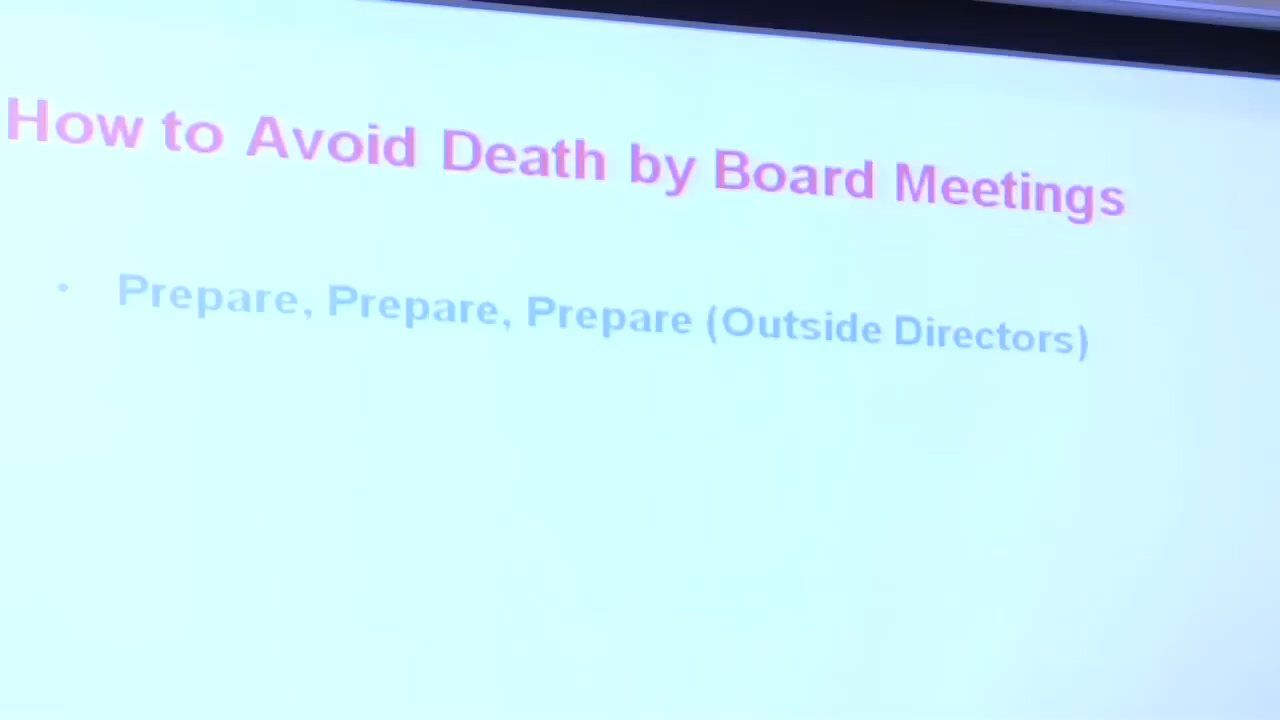 How to Avoid Death by Board Meetings
• Prepare, Prepare, Prepare (Outside Directors)